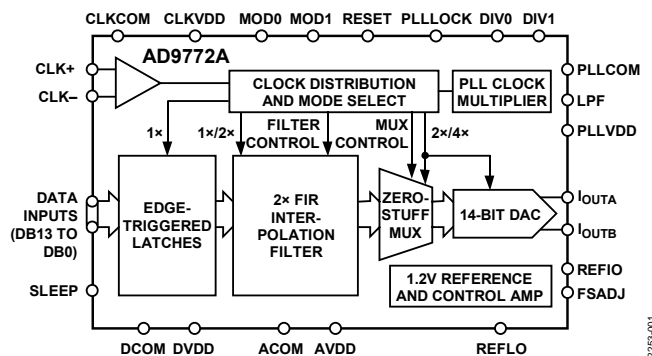 CLKCOM CLKVDD MOD0 MOD1 RESET PLLLOCK DIV0 DIV1
AD9772A
CLK+
CLK–
CLOCK DISTRIBUTION
AND MODE SELECT
PLL CLOCK
MULTIPLIER
PLLCOM
LPF
PLLVDD
1×
1×/2×
FILTER
CONTROL
MUX
CONTROL
2×/4×
DATA
INPUTS
(DB13 TO
DB0)
EDGE-
TRIGGERED
LATCHES
2× FIR
INTER-
POLATION
FILTER
ZERO-
STUFF
MUX
14-BIT DAC
IOUTA
IOUTB
SLEEP
1.2V REFERENCE
AND CONTROL AMP
REFIO
FSADJ
DCOM DVDD ACOM AVDD REFLO